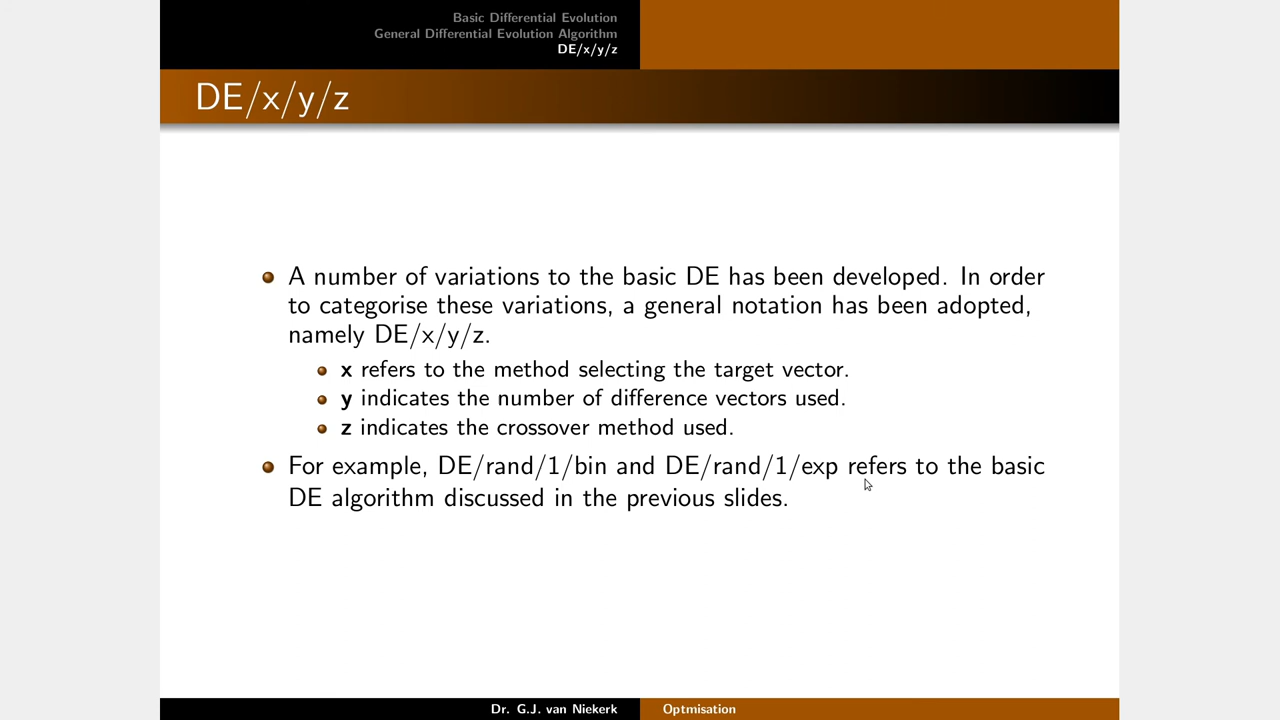 Basic Differential Evolution
General Differential Evolution Algorithm
DE/x/y/z
DE/x/y/z
A number of variations to the basic DE has been developed. In order
to categorise these variations, a general notation has been adopted,
namely DE/x/y/z.
x refers to the method selecting the target vector.
y indicates the number of difference vectors used.
z indicates the crossover method used.
For example, DE/rand/1/bin and DE/rand/1/exp refers to the basic
DE algorithm discussed in the previous slides.
Dr. G.J. van Niekerk
Optmisation